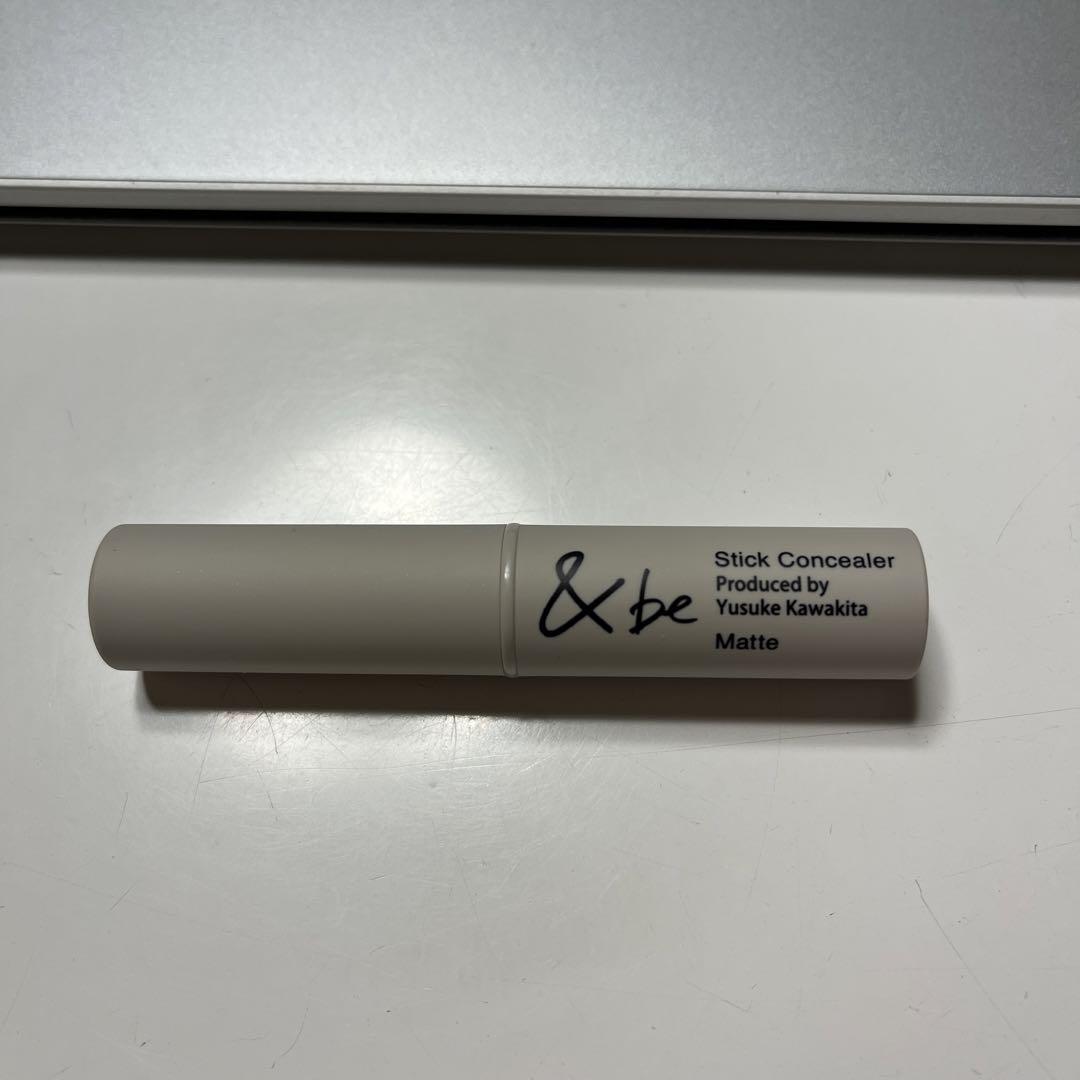 &be
Stick Concealer
Produced by
Yusuke Kawakita
Matte